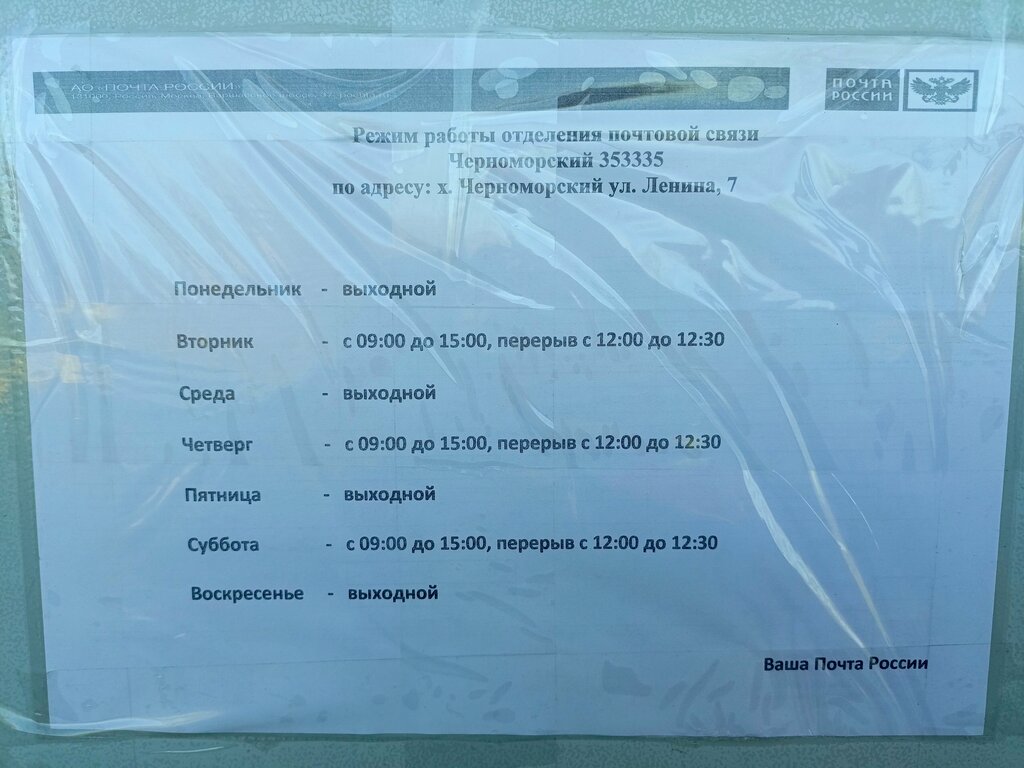 АО «ПОЧТА РОССИИ»
ПОЧТА
РОССИИ
Режим работы отделения почтовой связи
Черноморский 353335
по адресу: х. Черноморский ул. Ленина, 7
Понедельник - выходной
Вторник - с 09:00 до 15:00, перерыв с 12:00 до 12:30
Среда - выходной
Четверг - с 09:00 до 15:00, перерыв с 12:00 до 12:30
Пятница - выходной
Суббота - с 09:00 до 15:00, перерыв с 12:00 до 12:30
Воскресенье - выходной
Ваша Почта России